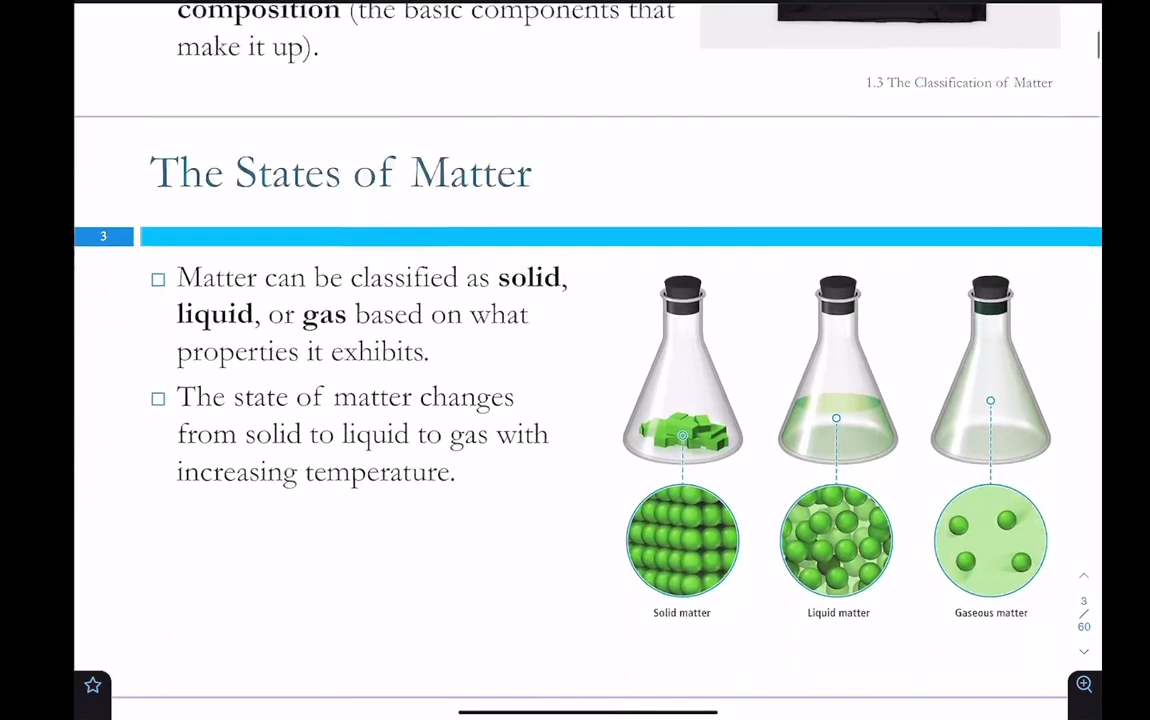 composition (the basic components that
make it up).
1.3 The Classification of Matter
The States of Matter
3
Matter can be classified as solid,
liquid, or gas based on what
properties it exhibits.
The state of matter changes
from solid to liquid to gas with
increasing temperature.
Solid matter
Liquid matter
Gaseous matter
3
/
60